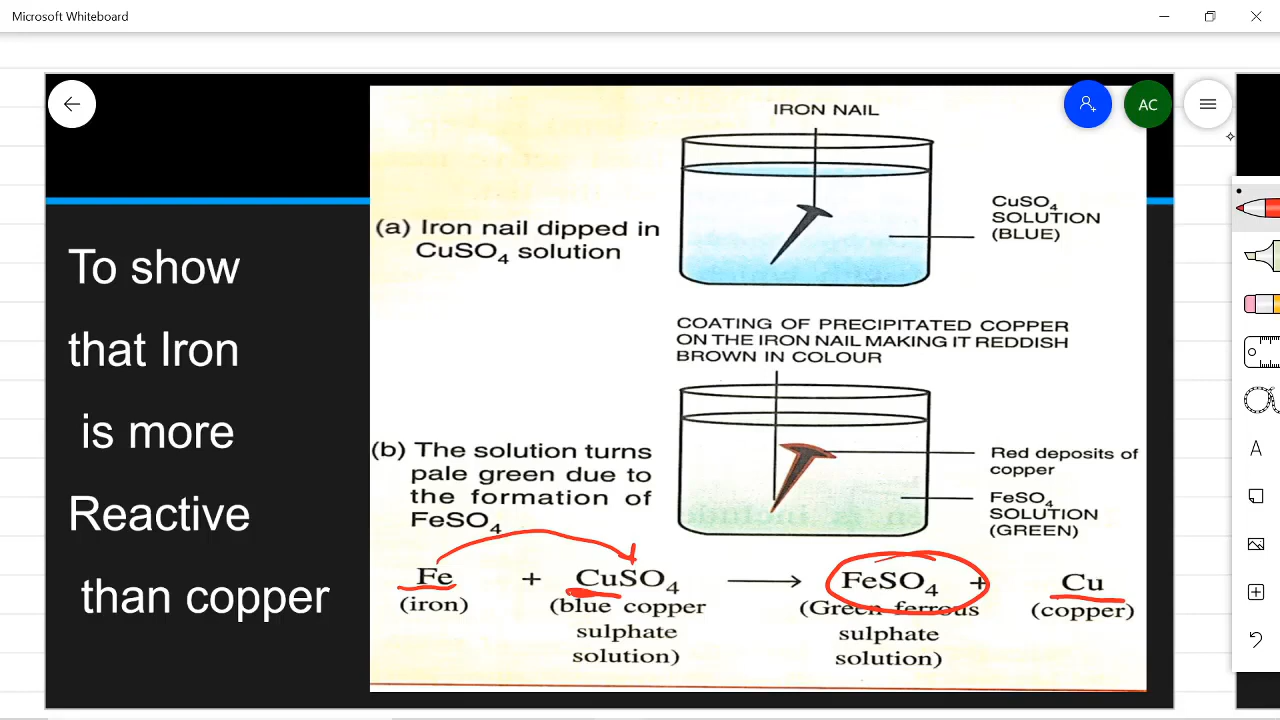 Microsoft Whiteboard
AC
To show
that Iron
is more
Reactive
than copper
IRON NAIL
(a) Iron nail dipped in
CuSO₄ solution
CuSO₄
SOLUTION
(BLUE)
COATING OF PRECIPITATED COPPER
ON THE IRON NAIL MAKING IT REDDISH
BROWN IN COLOUR
(b) The solution turns
pale green due to
the formation of
FeSO₄
Red deposits of
copper
FeSO₄
SOLUTION
(GREEN)
Fe + CuSO₄ ⟶ FeSO₄ + Cu
(iron) (blue copper (Green ferrous (copper)
sulphate sulphate
solution) solution)
A